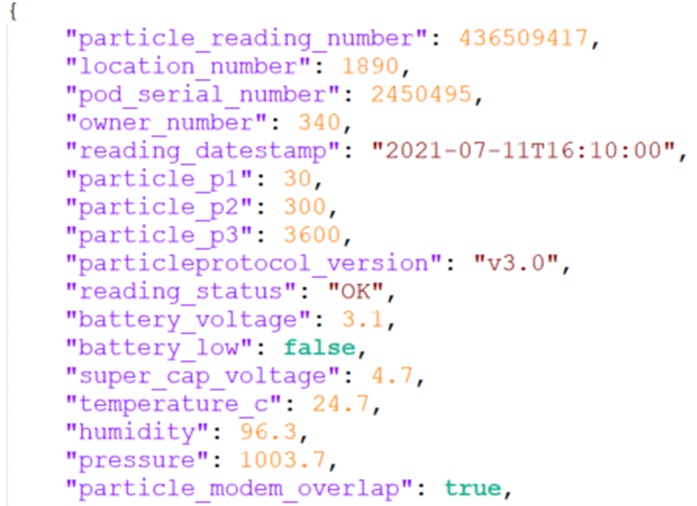 {
"particle_reading_number": 436509417,
"location_number": 1890,
"pod_serial_number": 2450495,
"owner_number": 340,
"reading_datestamp": "2021-07-11T16:10:00",
"particle_p1": 30,
"particle_p2": 300,
"particle_p3": 3600,
"particleprotocol_version": "v3.0",
"reading_status": "OK",
"battery_voltage": 3.1,
"battery_low": false,
"super_cap_voltage": 4.7,
"temperature_c": 24.7,
"humidity": 96.3,
"pressure": 1003.7,
"particle_modem_overlap": true,